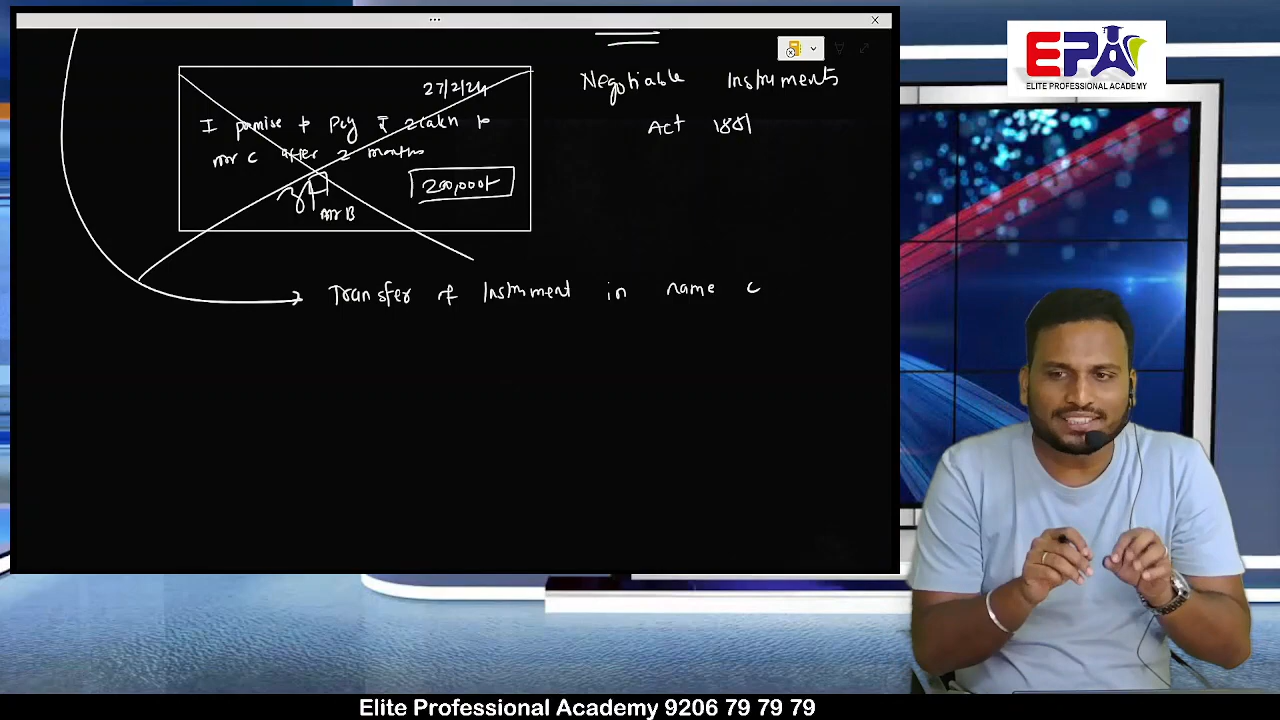 27/2/24
I promise to Pay ₹ 2 lakh to
Mr C after 2 months
200,000/-
Mr B
Negotiable Instruments
Act 1881
Transfer of Instrument in name c
EPA
ELITE PROFESSIONAL ACADEMY
Elite Professional Academy 9206 79 79 79